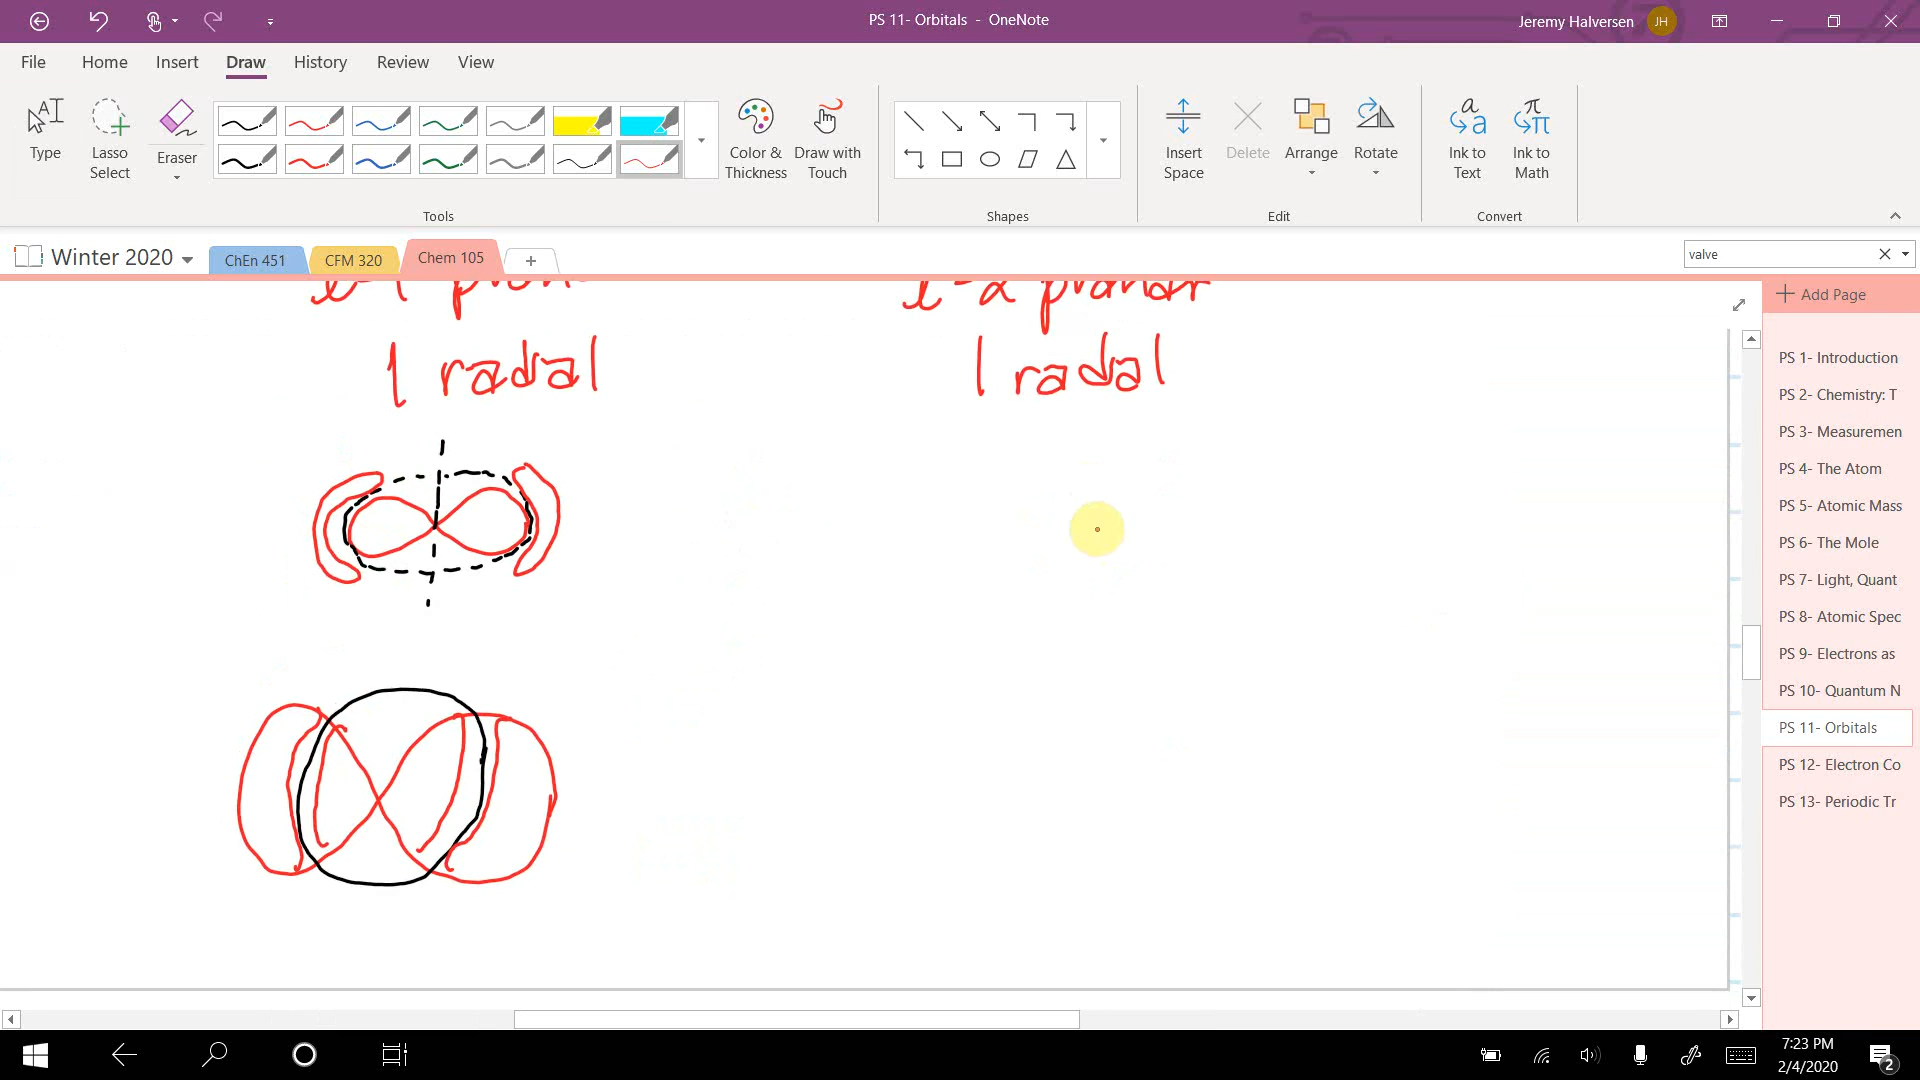 PS 11- Orbitals - OneNote
Jeremy Halversen
JH
File Home Insert Draw History Review View
Type
Lasso Select
Eraser
Color & Thickness
Draw with Touch
Insert Space
Delete
Arrange
Rotate
Ink to Text
Ink to Math
Tools
Shapes
Edit
Convert
Winter 2020
ChEn 451
CFM 320
Chem 105
valve
Add Page
l-1
l-2 planar
1 radal
1 radal
PS 1- Introduction
PS 2- Chemistry: T
PS 3- Measuremen
PS 4- The Atom
PS 5- Atomic Mass
PS 6- The Mole
PS 7- Light, Quant
PS 8- Atomic Spec
PS 9- Electrons as
PS 10- Quantum N
PS 11- Orbitals
PS 12- Electron Co
PS 13- Periodic Tr
7:23 PM
2/4/2020
2